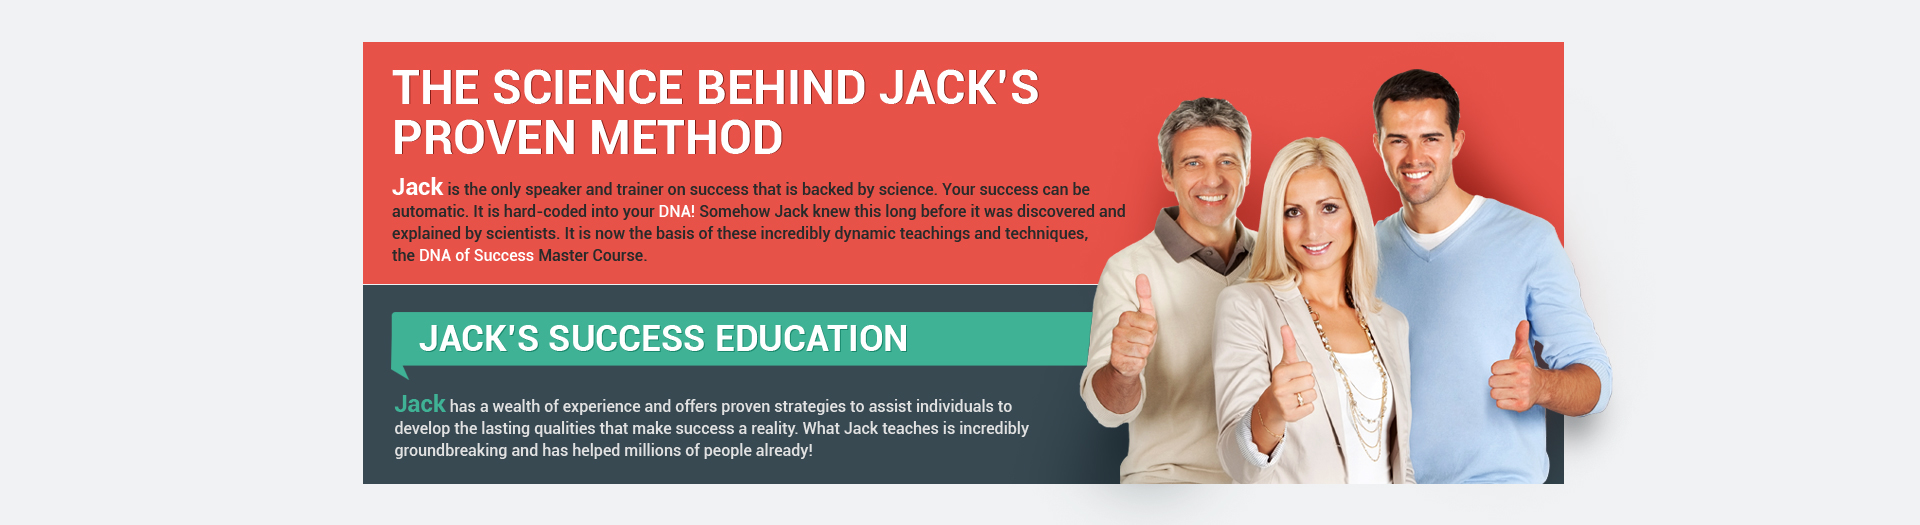 THE SCIENCE BEHIND JACK'S
PROVEN METHOD
Jack is the only speaker and trainer on success that is backed by science. Your success can be
automatic. It is hard-coded into your DNA! Somehow Jack knew this long before it was discovered and
explained by scientists. It is now the basis of these incredibly dynamic teachings and techniques,
the DNA of Success Master Course.
JACK'S SUCCESS EDUCATION
Jack has a wealth of experience and offers proven strategies to assist individuals to
develop the lasting qualities that make success a reality. What Jack teaches is incredibly
groundbreaking and has helped millions of people already!